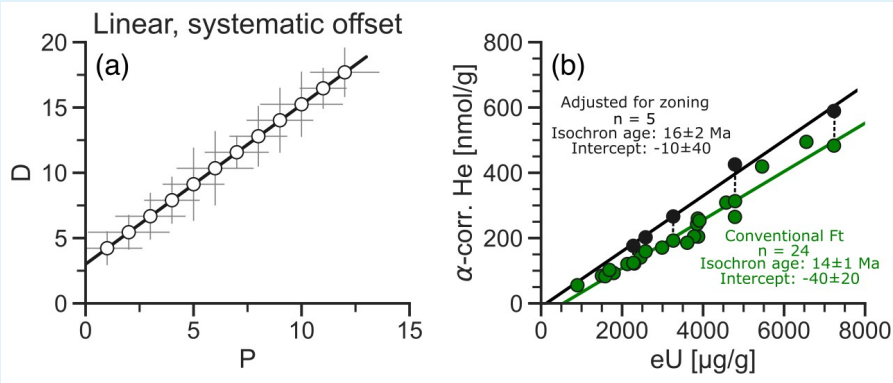 Linear, systematic offset
(a)
D
20
15
10
5
0
0
5
10
15
P
(b)
α-corr. He [nmol/g]
800
600
400
200
0
Adjusted for zoning
n = 5
Isochron age: 16±2 Ma
Intercept: -10±40
Conventional Ft
n = 24
Isochron age: 14±1 Ma
Intercept: -40±20
0
2000
4000
6000
8000
eU [μg/g]